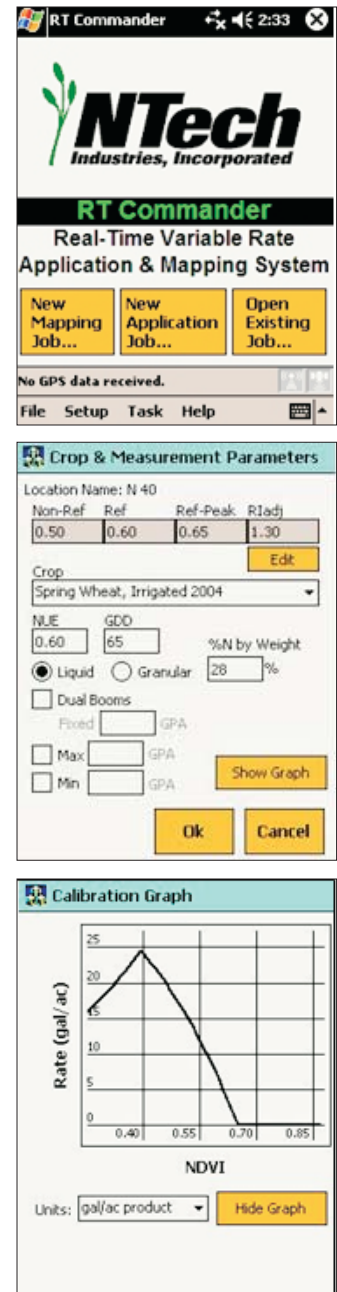 RT Commander 2:33
NTech
Industries, Incorporated
RT Commander
Real-Time Variable Rate
Application & Mapping System
New Mapping Job...
New Application Job...
Open Existing Job...
No GPS data received.
File Setup Task Help
Crop & Measurement Parameters
Location Name: N 40
Non-Ref Ref Ref-Peak RIadj
0.50 0.60 0.65 1.30
Edit
Crop
Spring Wheat, Irrigated 2004
NUE GDD
0.60 65 %N by Weight
Liquid Granular 28 %
Dual Booms
Fixed GPA
Max GPA
Min GPA
Show Graph
Ok Cancel
Calibration Graph
Rate (gal/ac)
25
20
15
10
5
0
0.40 0.55 0.70 0.85
NDVI
Units: gal/ac product Hide Graph